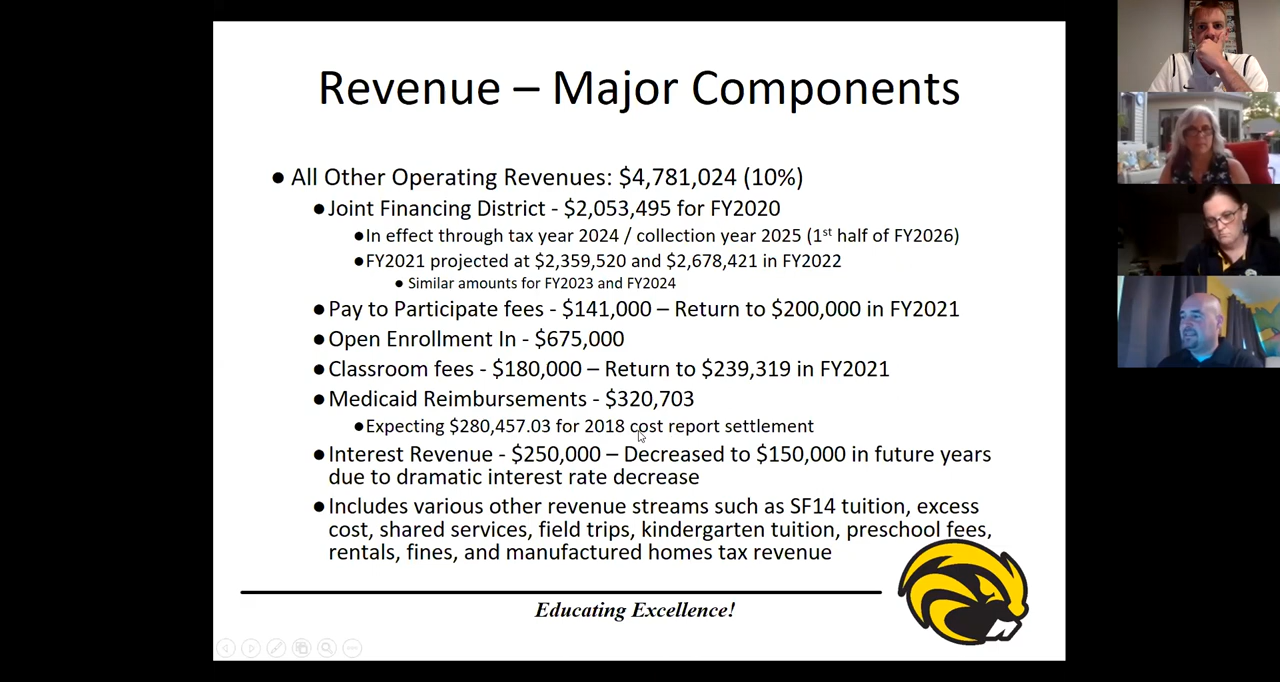 Revenue – Major Components
● All Other Operating Revenues: $4,781,024 (10%)
●Joint Financing District - $2,053,495 for FY2020
●In effect through tax year 2024 / collection year 2025 (1st half of FY2026)
●FY2021 projected at $2,359,520 and $2,678,421 in FY2022
● Similar amounts for FY2023 and FY2024
●Pay to Participate fees - $141,000 – Return to $200,000 in FY2021
●Open Enrollment In - $675,000
●Classroom fees - $180,000 – Return to $239,319 in FY2021
●Medicaid Reimbursements - $320,703
●Expecting $280,457.03 for 2018 cost report settlement
●Interest Revenue - $250,000 – Decreased to $150,000 in future years
due to dramatic interest rate decrease
●Includes various other revenue streams such as SF14 tuition, excess
cost, shared services, field trips, kindergarten tuition, preschool fees,
rentals, fines, and manufactured homes tax revenue
Educating Excellence!